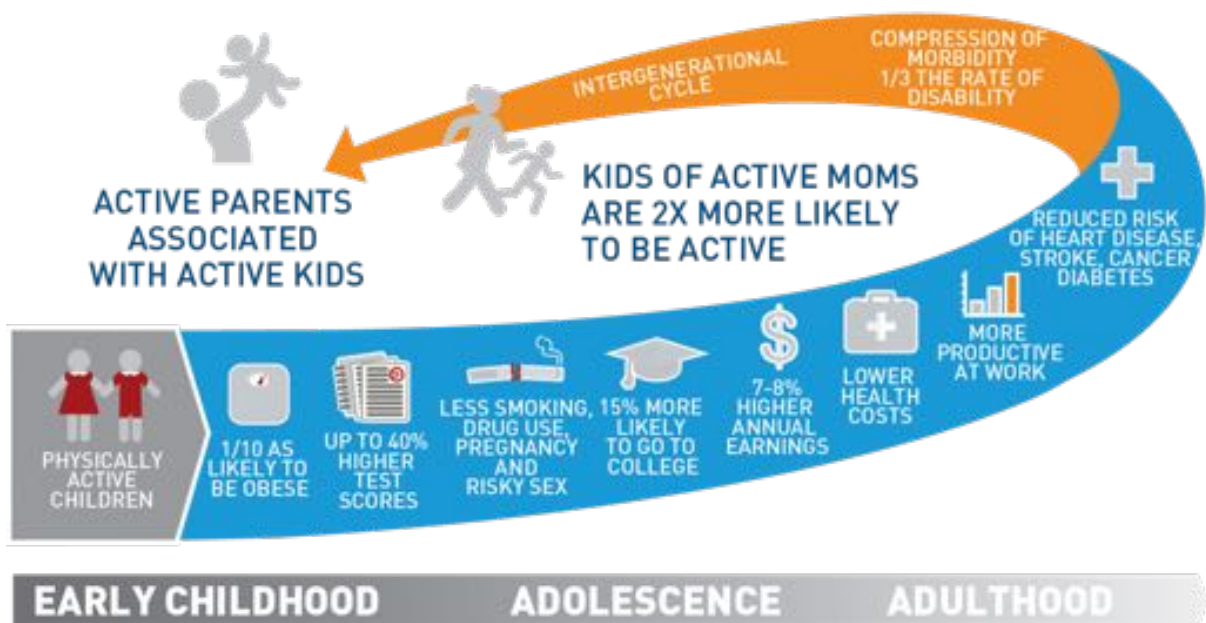 INTERGENERATIONAL
CYCLE
COMPRESSION OF
MORBIDITY
1/3 THE RATE OF
DISABILITY
ACTIVE PARENTS
ASSOCIATED
WITH ACTIVE KIDS
KIDS OF ACTIVE MOMS
ARE 2X MORE LIKELY
TO BE ACTIVE
PHYSICALLY
ACTIVE
CHILDREN
1/10 AS
LIKELY TO
BE OBESE
UP TO 40%
HIGHER
TEST
SCORES
LESS SMOKING,
DRUG USE,
PREGNANCY
AND
RISKY SEX
15% MORE
LIKELY
TO GO TO
COLLEGE
7-8%
HIGHER
ANNUAL
EARNINGS
LOWER
HEALTH
COSTS
MORE
PRODUCTIVE
AT WORK
REDUCED RISK
OF HEART DISEASE,
STROKE, CANCER
DIABETES
EARLY CHILDHOOD
ADOLESCENCE
ADULTHOOD